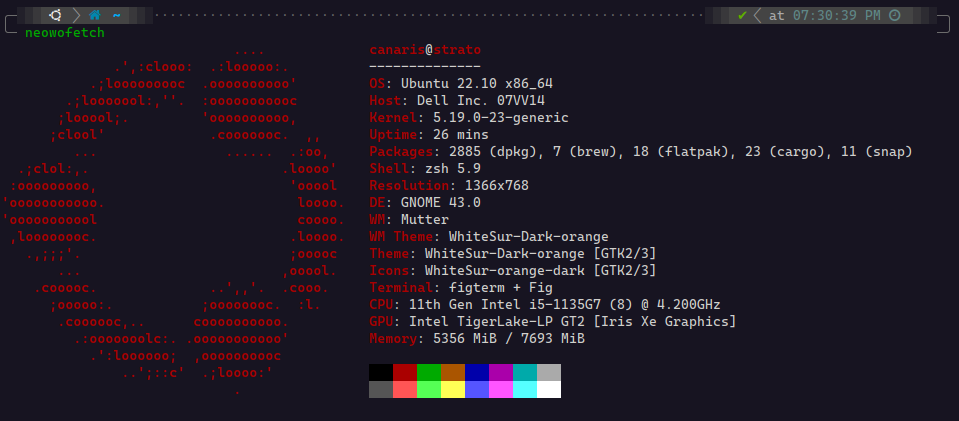 ~ at 07:30:39 PM
neowofetch
canaris@strato
--------------
OS: Ubuntu 22.10 x86_64
Host: Dell Inc. 07VV14
Kernel: 5.19.0-23-generic
Uptime: 26 mins
Packages: 2885 (dpkg), 7 (brew), 18 (flatpak), 23 (cargo), 11 (snap)
Shell: zsh 5.9
Resolution: 1366x768
DE: GNOME 43.0
WM: Mutter
WM Theme: WhiteSur-Dark-orange
Theme: WhiteSur-Dark-orange [GTK2/3]
Icons: WhiteSur-orange-dark [GTK2/3]
Terminal: figterm + Fig
CPU: 11th Gen Intel i5-1135G7 (8) @ 4.200GHz
GPU: Intel TigerLake-LP GT2 [Iris Xe Graphics]
Memory: 5356 MiB / 7693 MiB